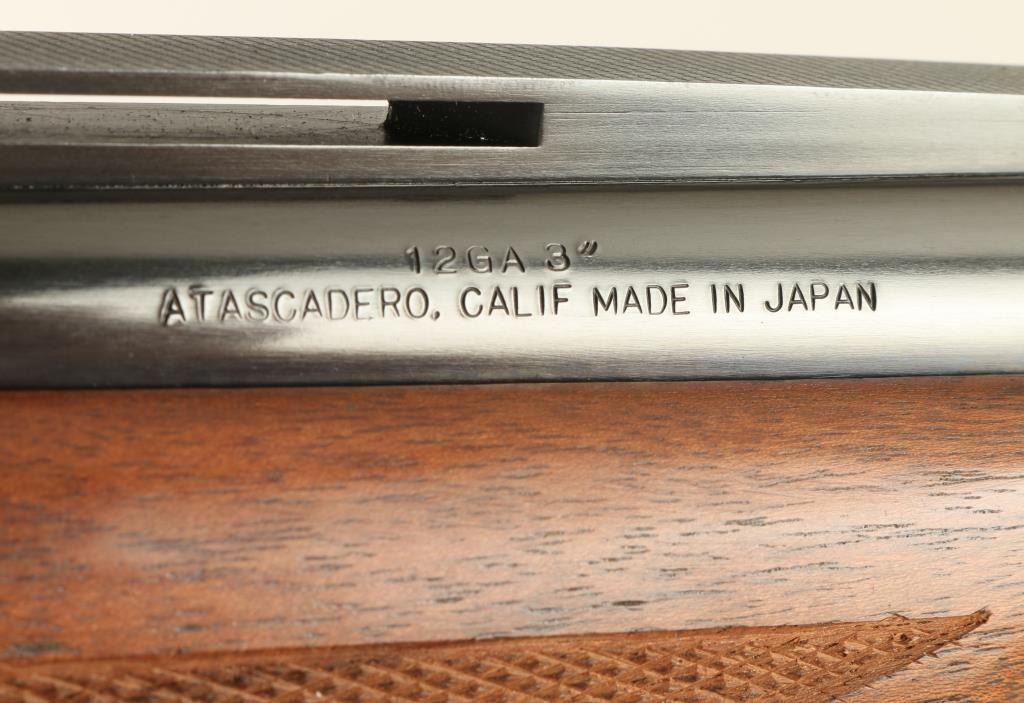 12GA 3"
ATASCADERO, CALIF MADE IN JAPAN